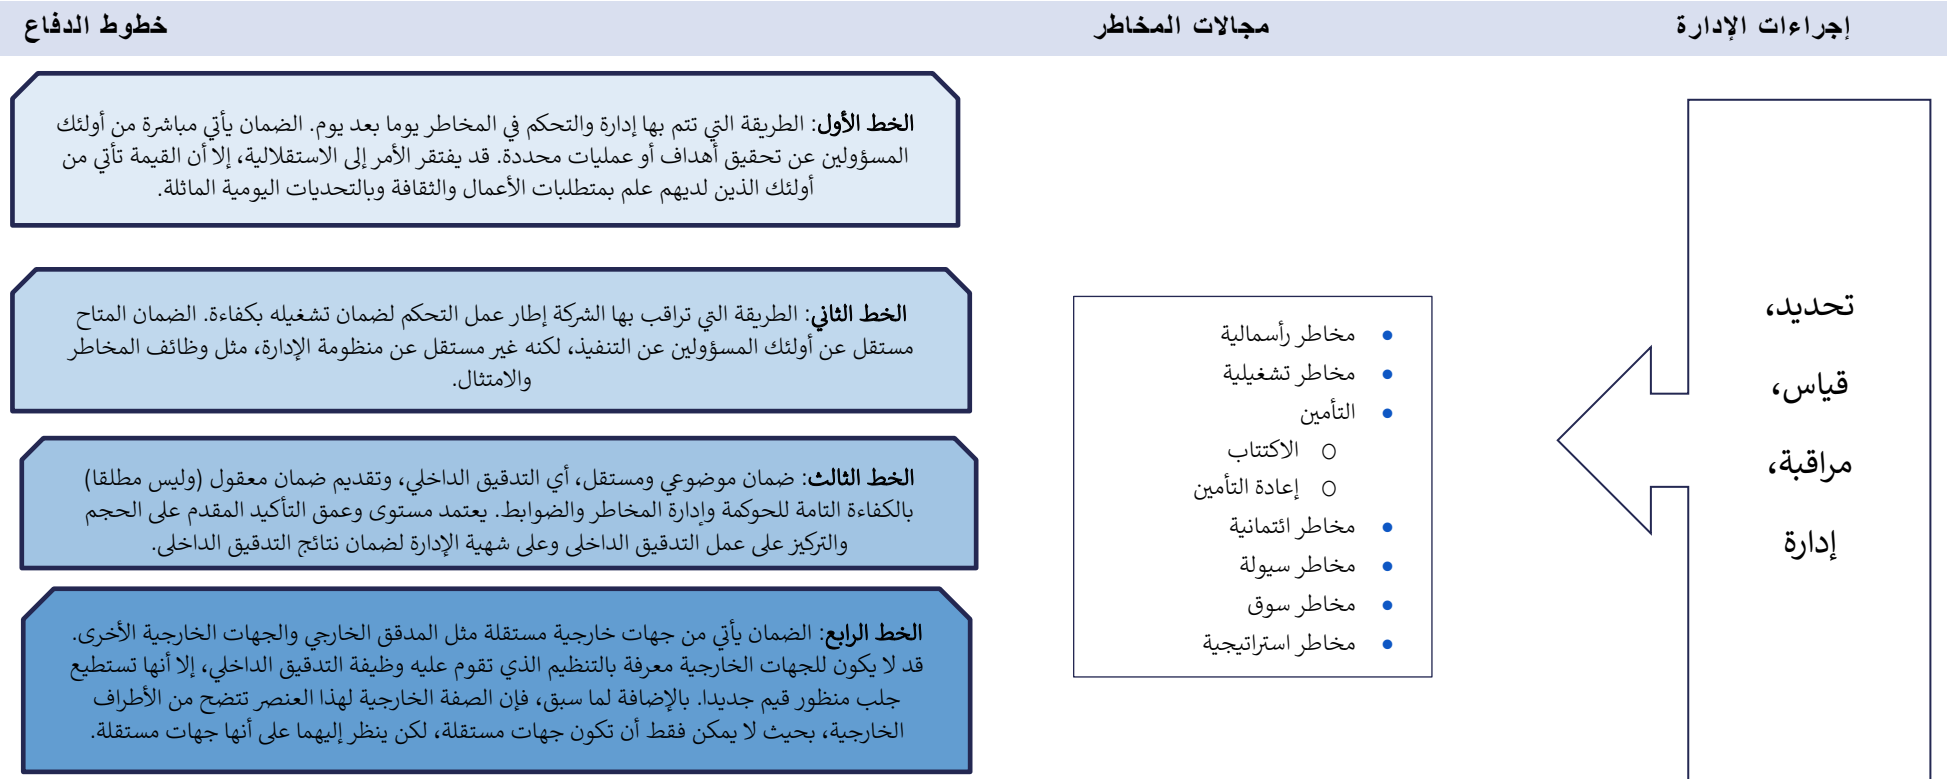 إجراءات الإدارة
مجالات المخاطر
خطوط الدفاع
تحديد،
قياس،
مراقبة،
إدارة
• مخاطر رأسمالية
• مخاطر تشغيلية
• التأمين
o الاكتتاب
o إعادة التأمين
• مخاطر ائتمانية
• مخاطر سيولة
• مخاطر سوق
• مخاطر استراتيجية
الخط الأول: الطريقة التي تتم بها إدارة والتحكم في المخاطر يوما بعد يوم. الضمان يأتي مباشرة من أولئك
المسؤولين عن تحقيق أهداف أو عمليات محددة. قد يفتقر الأمر إلى الاستقلالية، إلا أن القيمة تأتي من
أولئك الذين لديهم علم بمتطلبات الأعمال والثقافة وبالتحديات اليومية الماثلة.
الخط الثاني: الطريقة التي تراقب بها الشركة إطار عمل التحكم لضمان تشغيله بكفاءة. الضمان المتاح
مستقل عن أولئك المسؤولين عن التنفيذ، لكنه غير مستقل عن منظومة الإدارة، مثل وظائف المخاطر
والامتثال.
الخط الثالث: ضمان موضوعي ومستقل، أي التدقيق الداخلي، وتقديم ضمان معقول (وليس مطلقا)
بالكفاءة التامة للحوكمة وإدارة المخاطر والضوابط. يعتمد مستوى وعمق التأكيد المقدم على الحجم
والتركيز على عمل التدقيق الداخلي وعلى شهية الإدارة لضمان نتائج التدقيق الداخلي.
الخط الرابع: الضمان يأتي من جهات خارجية مستقلة مثل المدقق الخارجي والجهات الخارجية الأخرى.
قد لا يكون للجهات الخارجية معرفة بالتنظيم الذي تقوم عليه وظيفة التدقيق الداخلي، إلا أنها تستطيع
جلب منظور قيم جديدا. بالإضافة لما سبق، فإن الصفة الخارجية لهذا العنصر تتضح من الأطراف
الخارجية، بحيث لا يمكن فقط أن تكون جهات مستقلة، لكن ينظر إليهما على أنها جهات مستقلة.